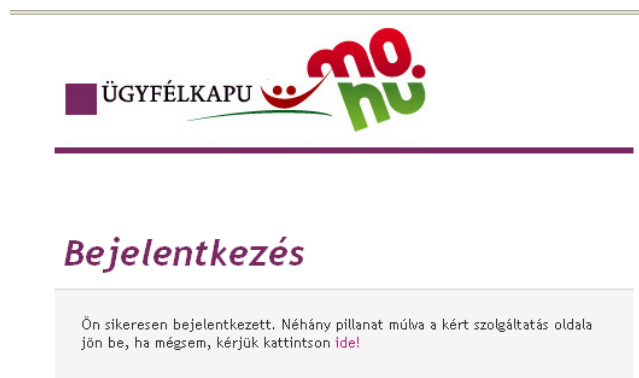 ÜGYFÉLKAPU
mo.
hu
Bejelentkezés
Ön sikeresen bejelentkezett. Néhány pillanat múlva a kért szolgáltatás oldala
jön be, ha mégsem, kérjük kattintson ide!